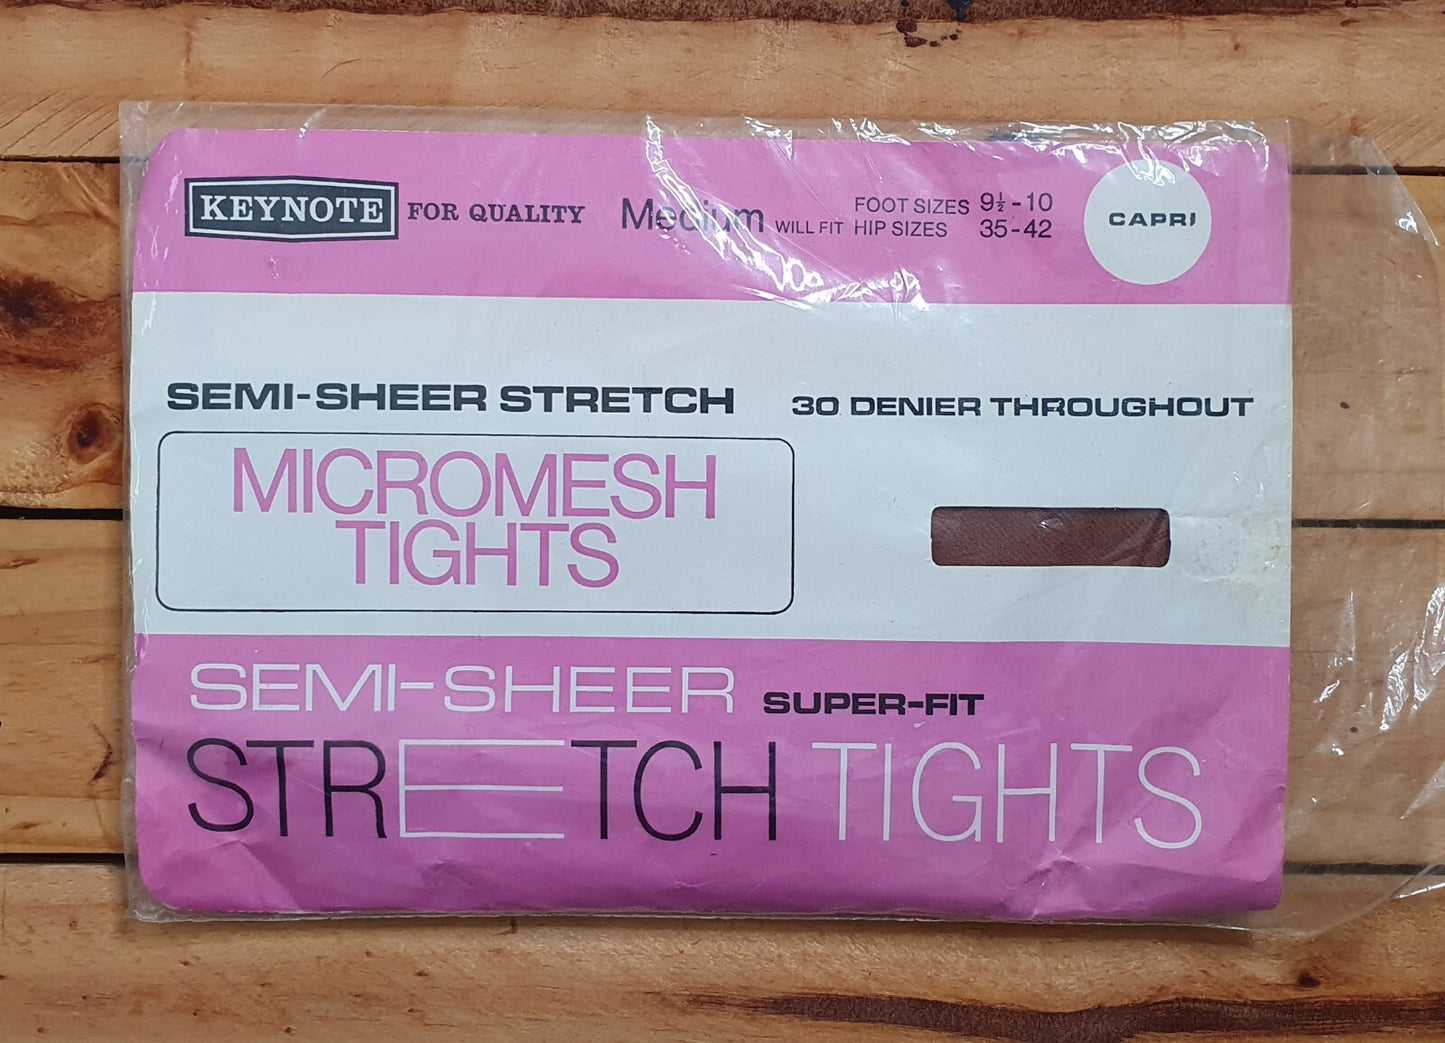 KEYNOTE FOR QUALITY
Medium WILL FIT
FOOT SIZES 9½-10
HIP SIZES 35-42
CAPRI
SEMI-SHEER STRETCH
30 DENIER THROUGHOUT
MICROMESH
TIGHTS
SEMI-SHEER SUPER-FIT
STRETCH TIGHTS